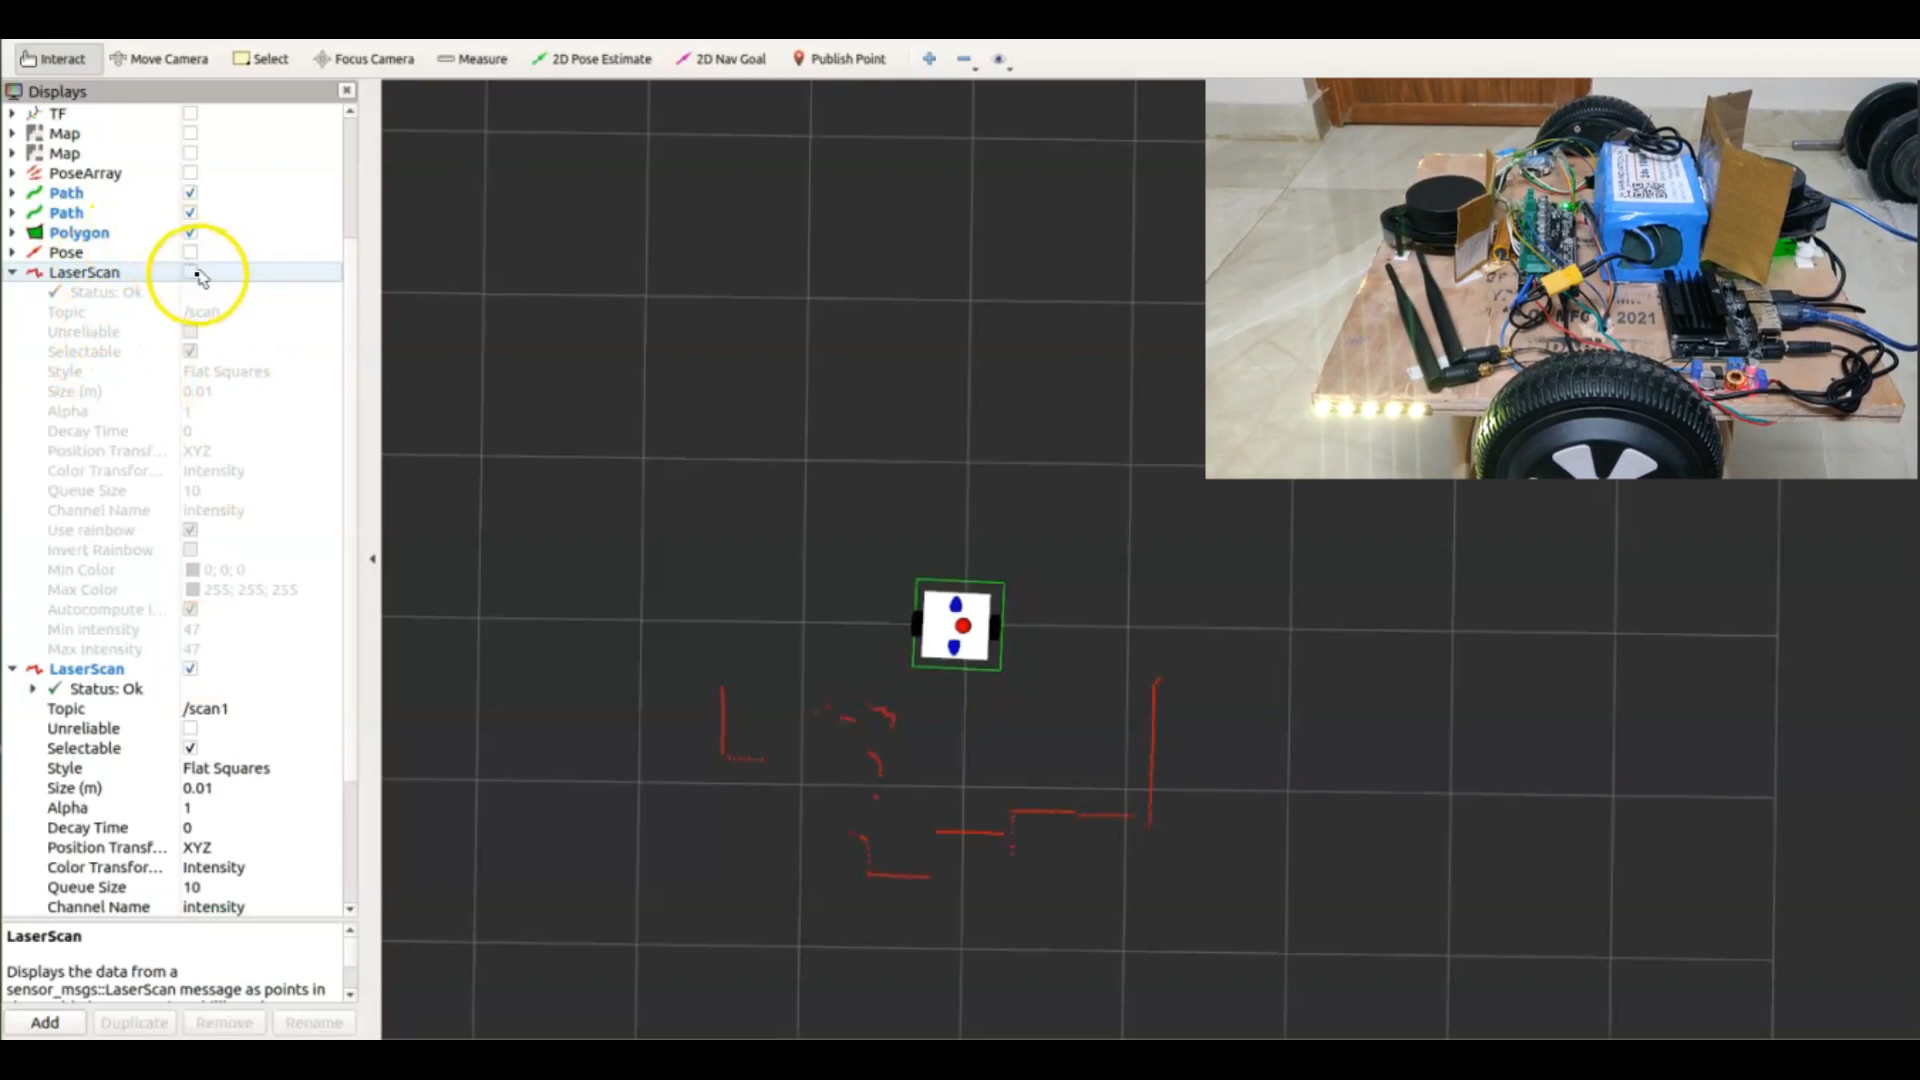 Interact Move Camera Select Focus Camera Measure 2D Pose Estimate 2D Nav Goal Publish Point
Displays
TF
Map
Map
PoseArray
Path
Path
Polygon
Pose
LaserScan
Status: Ok
Topic /scan
Unreliable
Selectable
Style Flat Squares
Size (m) 0.01
Alpha 1
Decay Time 0
Position Transf... XYZ
Color Transfor... Intensity
Queue Size 10
Channel Name intensity
Use rainbow
Invert Rainbow
Min Color 0; 0; 0
Max Color 255; 255; 255
Autocompute I...
Min Intensity 47
Max Intensity 47
LaserScan
Status: Ok
Topic /scan1
Unreliable
Selectable
Style Flat Squares
Size (m) 0.01
Alpha 1
Decay Time 0
Position Transf... XYZ
Color Transfor... Intensity
Queue Size 10
Channel Name intensity
LaserScan
Displays the data from a
sensor_msgs::LaserScan message as points in
Add Duplicate Remove Rename
MFG 2021